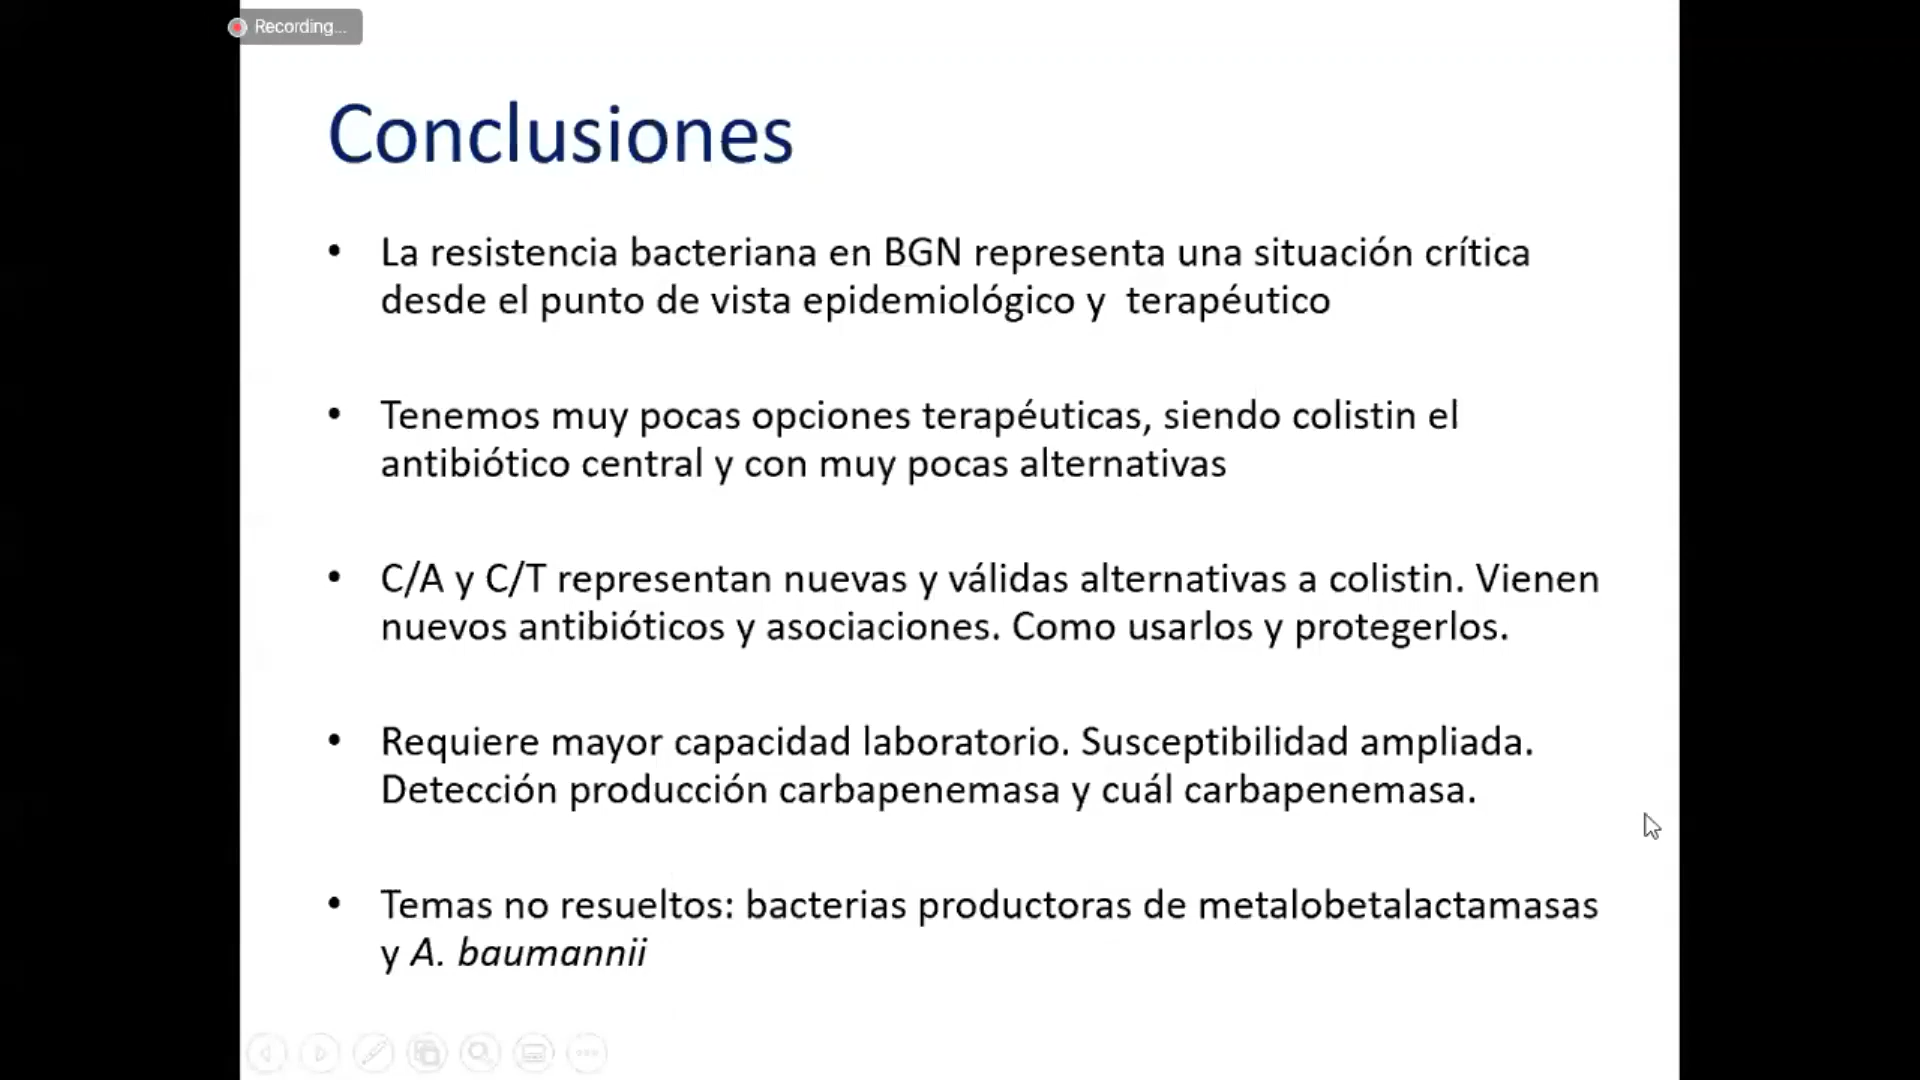 Recording...
Conclusiones
• La resistencia bacteriana en BGN representa una situación crítica
desde el punto de vista epidemiológico y  terapéutico
• Tenemos muy pocas opciones terapéuticas, siendo colistin el
antibiótico central y con muy pocas alternativas
• C/A y C/T representan nuevas y válidas alternativas a colistin. Vienen
nuevos antibióticos y asociaciones. Como usarlos y protegerlos.
• Requiere mayor capacidad laboratorio. Susceptibilidad ampliada.
Detección producción carbapenemasa y cuál carbapenemasa.
• Temas no resueltos: bacterias productoras de metalobetalactamasas
y A. baumannii